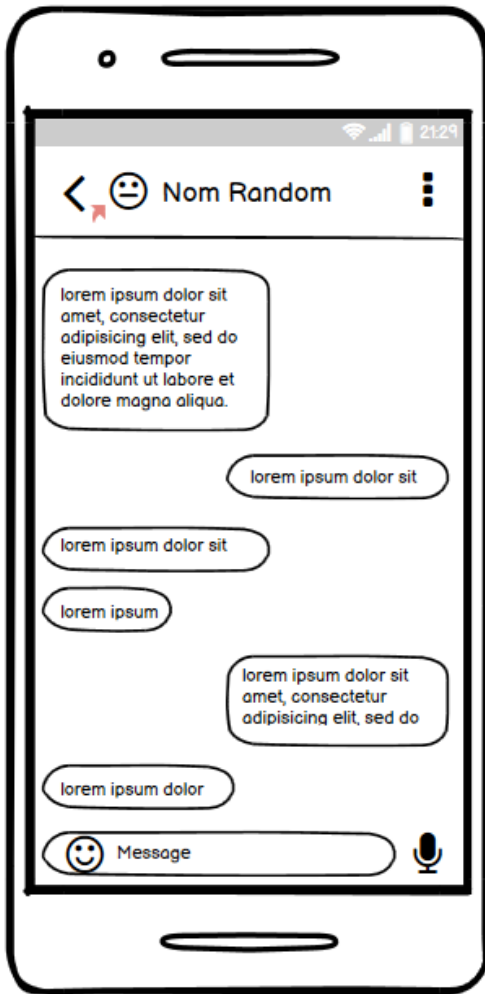 21:29
Nom Random
lorem ipsum dolor sit
amet, consectetur
adipisicing elit, sed do
eiusmod tempor
incididunt ut labore et
dolore magna aliqua.
lorem ipsum dolor sit
lorem ipsum dolor sit
lorem ipsum
lorem ipsum dolor sit
amet, consectetur
adipisicing elit, sed do
lorem ipsum dolor
Message